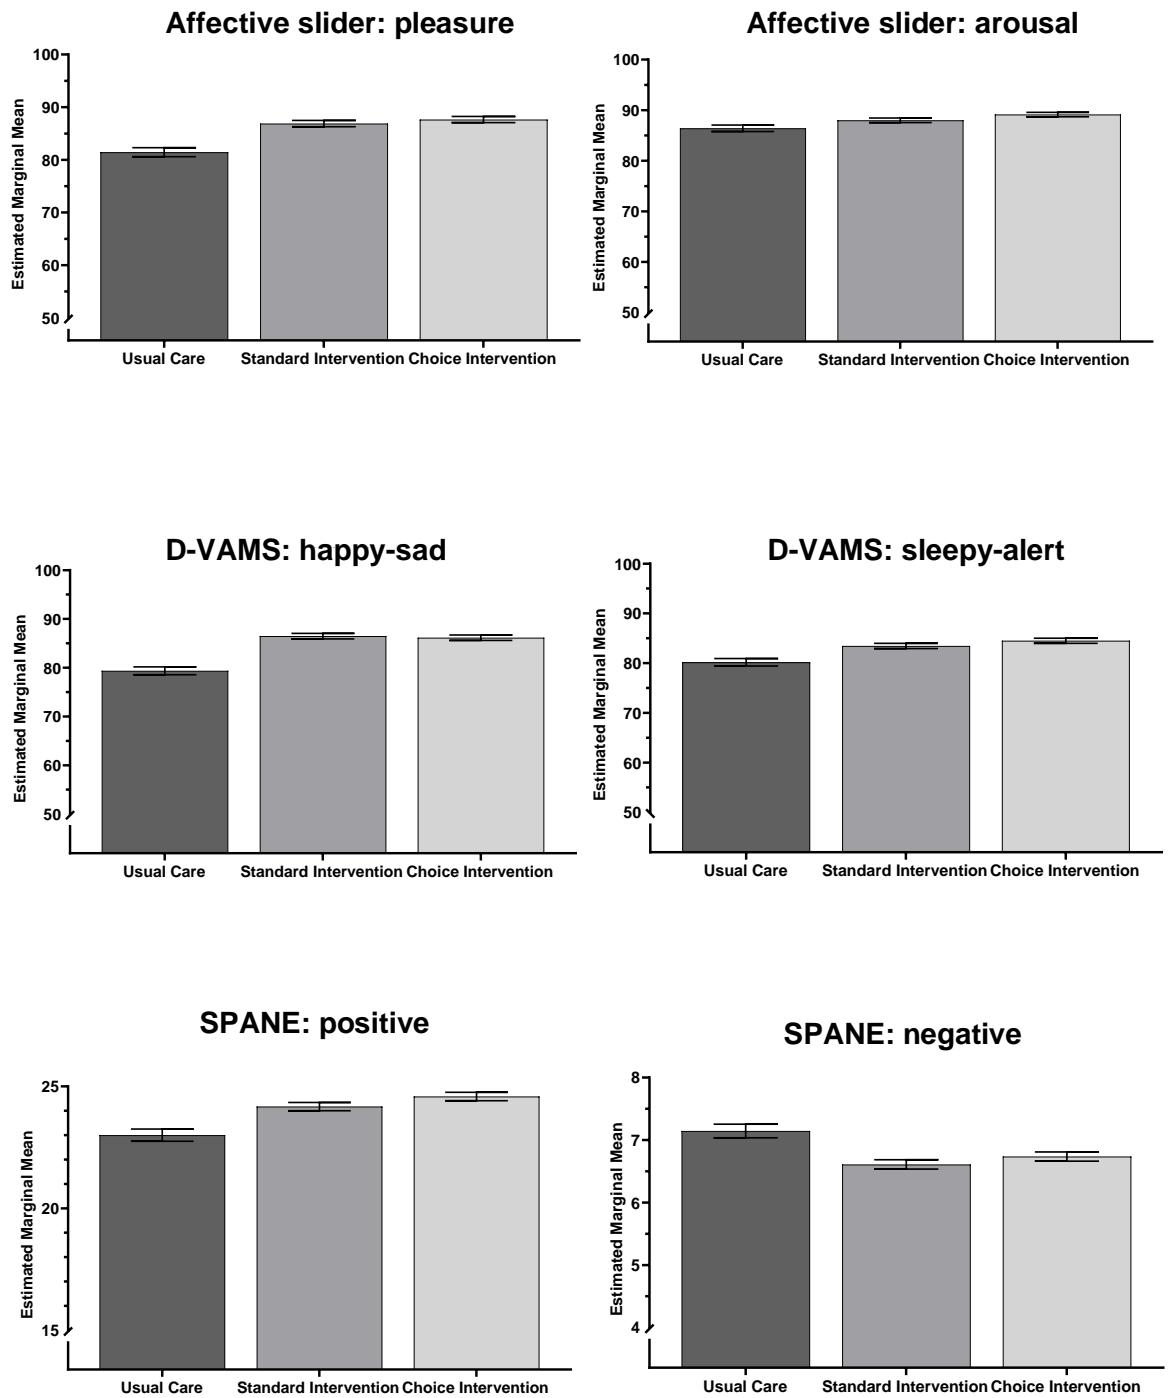 Affective slider: pleasure
Estimated Marginal Mean
100
90
80
70
60
50
Usual Care
Standard Intervention
Choice Intervention
Affective slider: arousal
Estimated Marginal Mean
100
90
80
70
60
50
Usual Care
Standard Intervention
Choice Intervention
D-VAMS: happy-sad
Estimated Marginal Mean
100
90
80
70
60
50
Usual Care
Standard Intervention
Choice Intervention
D-VAMS: sleepy-alert
Estimated Marginal Mean
100
90
80
70
60
50
Usual Care
Standard Intervention
Choice Intervention
SPANE: positive
Estimated Marginal Mean
25
20
15
Usual Care
Standard Intervention
Choice Intervention
SPANE: negative
Estimated Marginal Mean
8
7
6
5
4
Usual Care
Standard Intervention
Choice Intervention